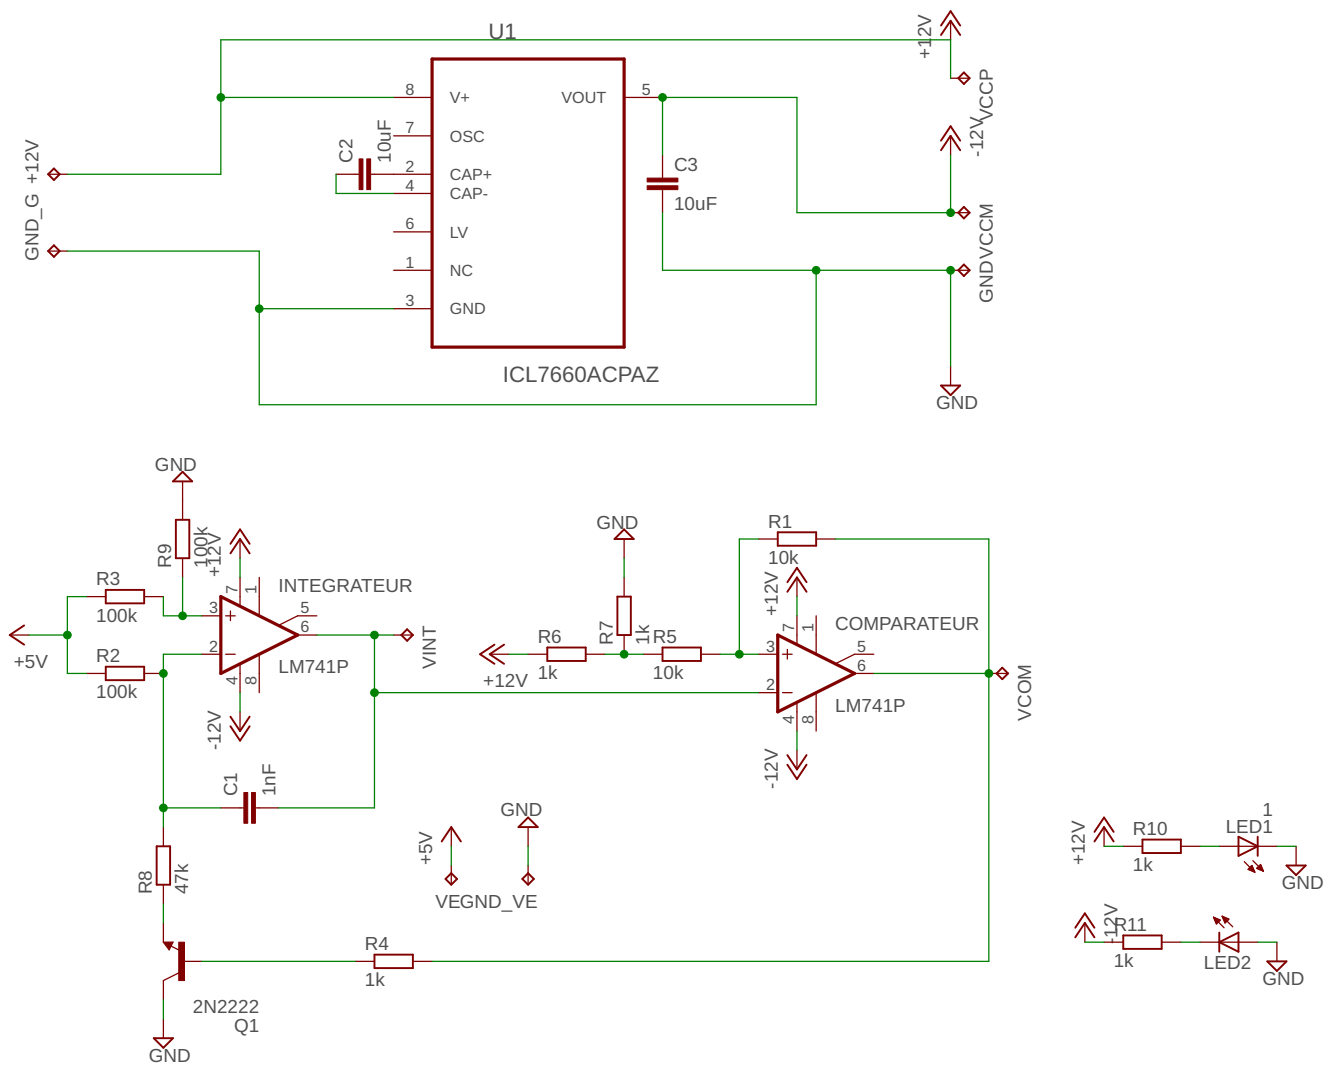 U1
+12V
VCCP
8
V+
VOUT
5
7
OSC
C2
10uF
2
CAP+
4
CAP-
C3
10uF
-12V
+12V
GND_G
6
LV
VCCM
1
NC
GND
3
GND
ICL7660ACPAZ
GND
GND
R9
100k
+12V
R3
100k
7
1
INTEGRATEUR
3
+
5
6
VINT
+5V
R2
100k
2
-
LM741P
4
8
-12V
GND
R7
1k
R6
1k
+12V
R5
10k
R1
10k
+12V
7
1
COMPARATEUR
3
+
5
6
2
-
LM741P
4
8
-12V
VCOM
C1
1nF
R8
47k
+5V
VE
GND
GND_VE
+12V
R10
1k
1
LED1
GND
-12V
R11
1k
LED2
GND
R4
1k
2N2222
Q1
GND